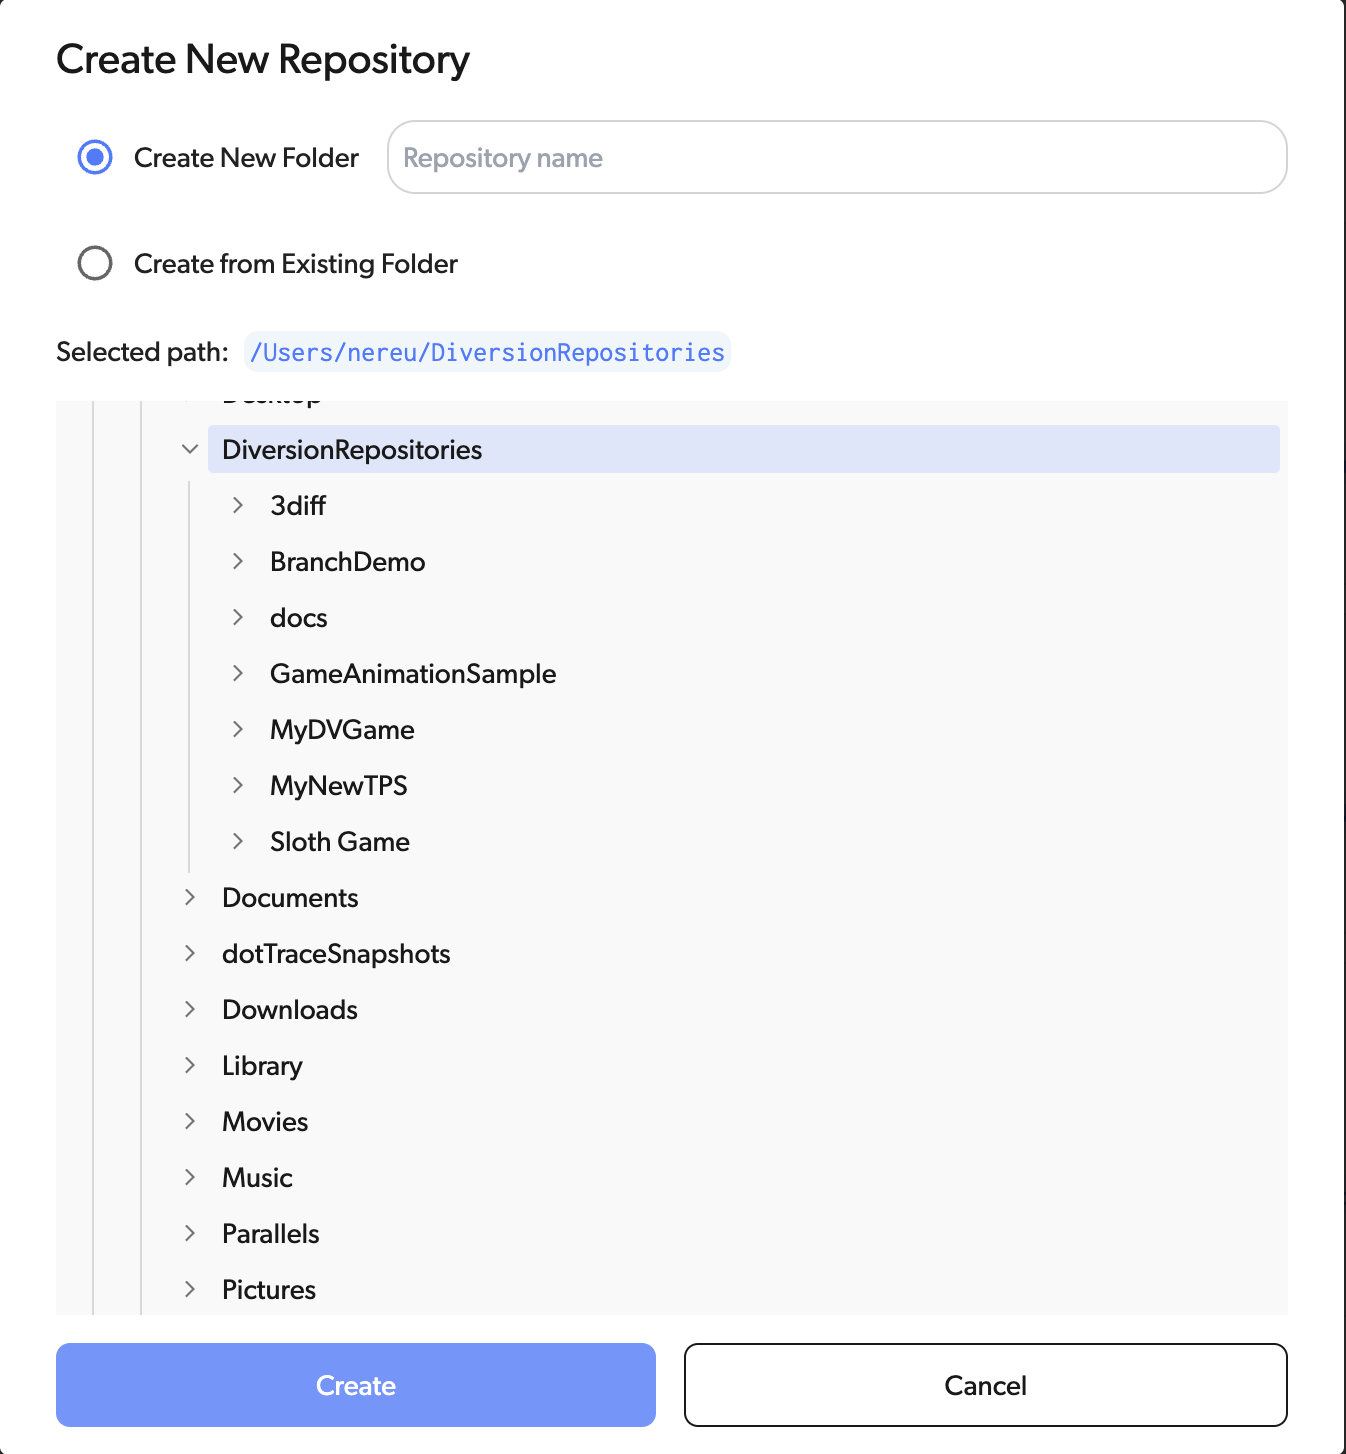 Create New Repository
Create New Folder
Repository name
Create from Existing Folder
Selected path: /Users/nereu/DiversionRepositories
Desktop
DiversionRepositories
3diff
BranchDemo
docs
GameAnimationSample
MyDVGame
MyNewTPS
Sloth Game
Documents
dotTraceSnapshots
Downloads
Library
Movies
Music
Parallels
Pictures
Create
Cancel